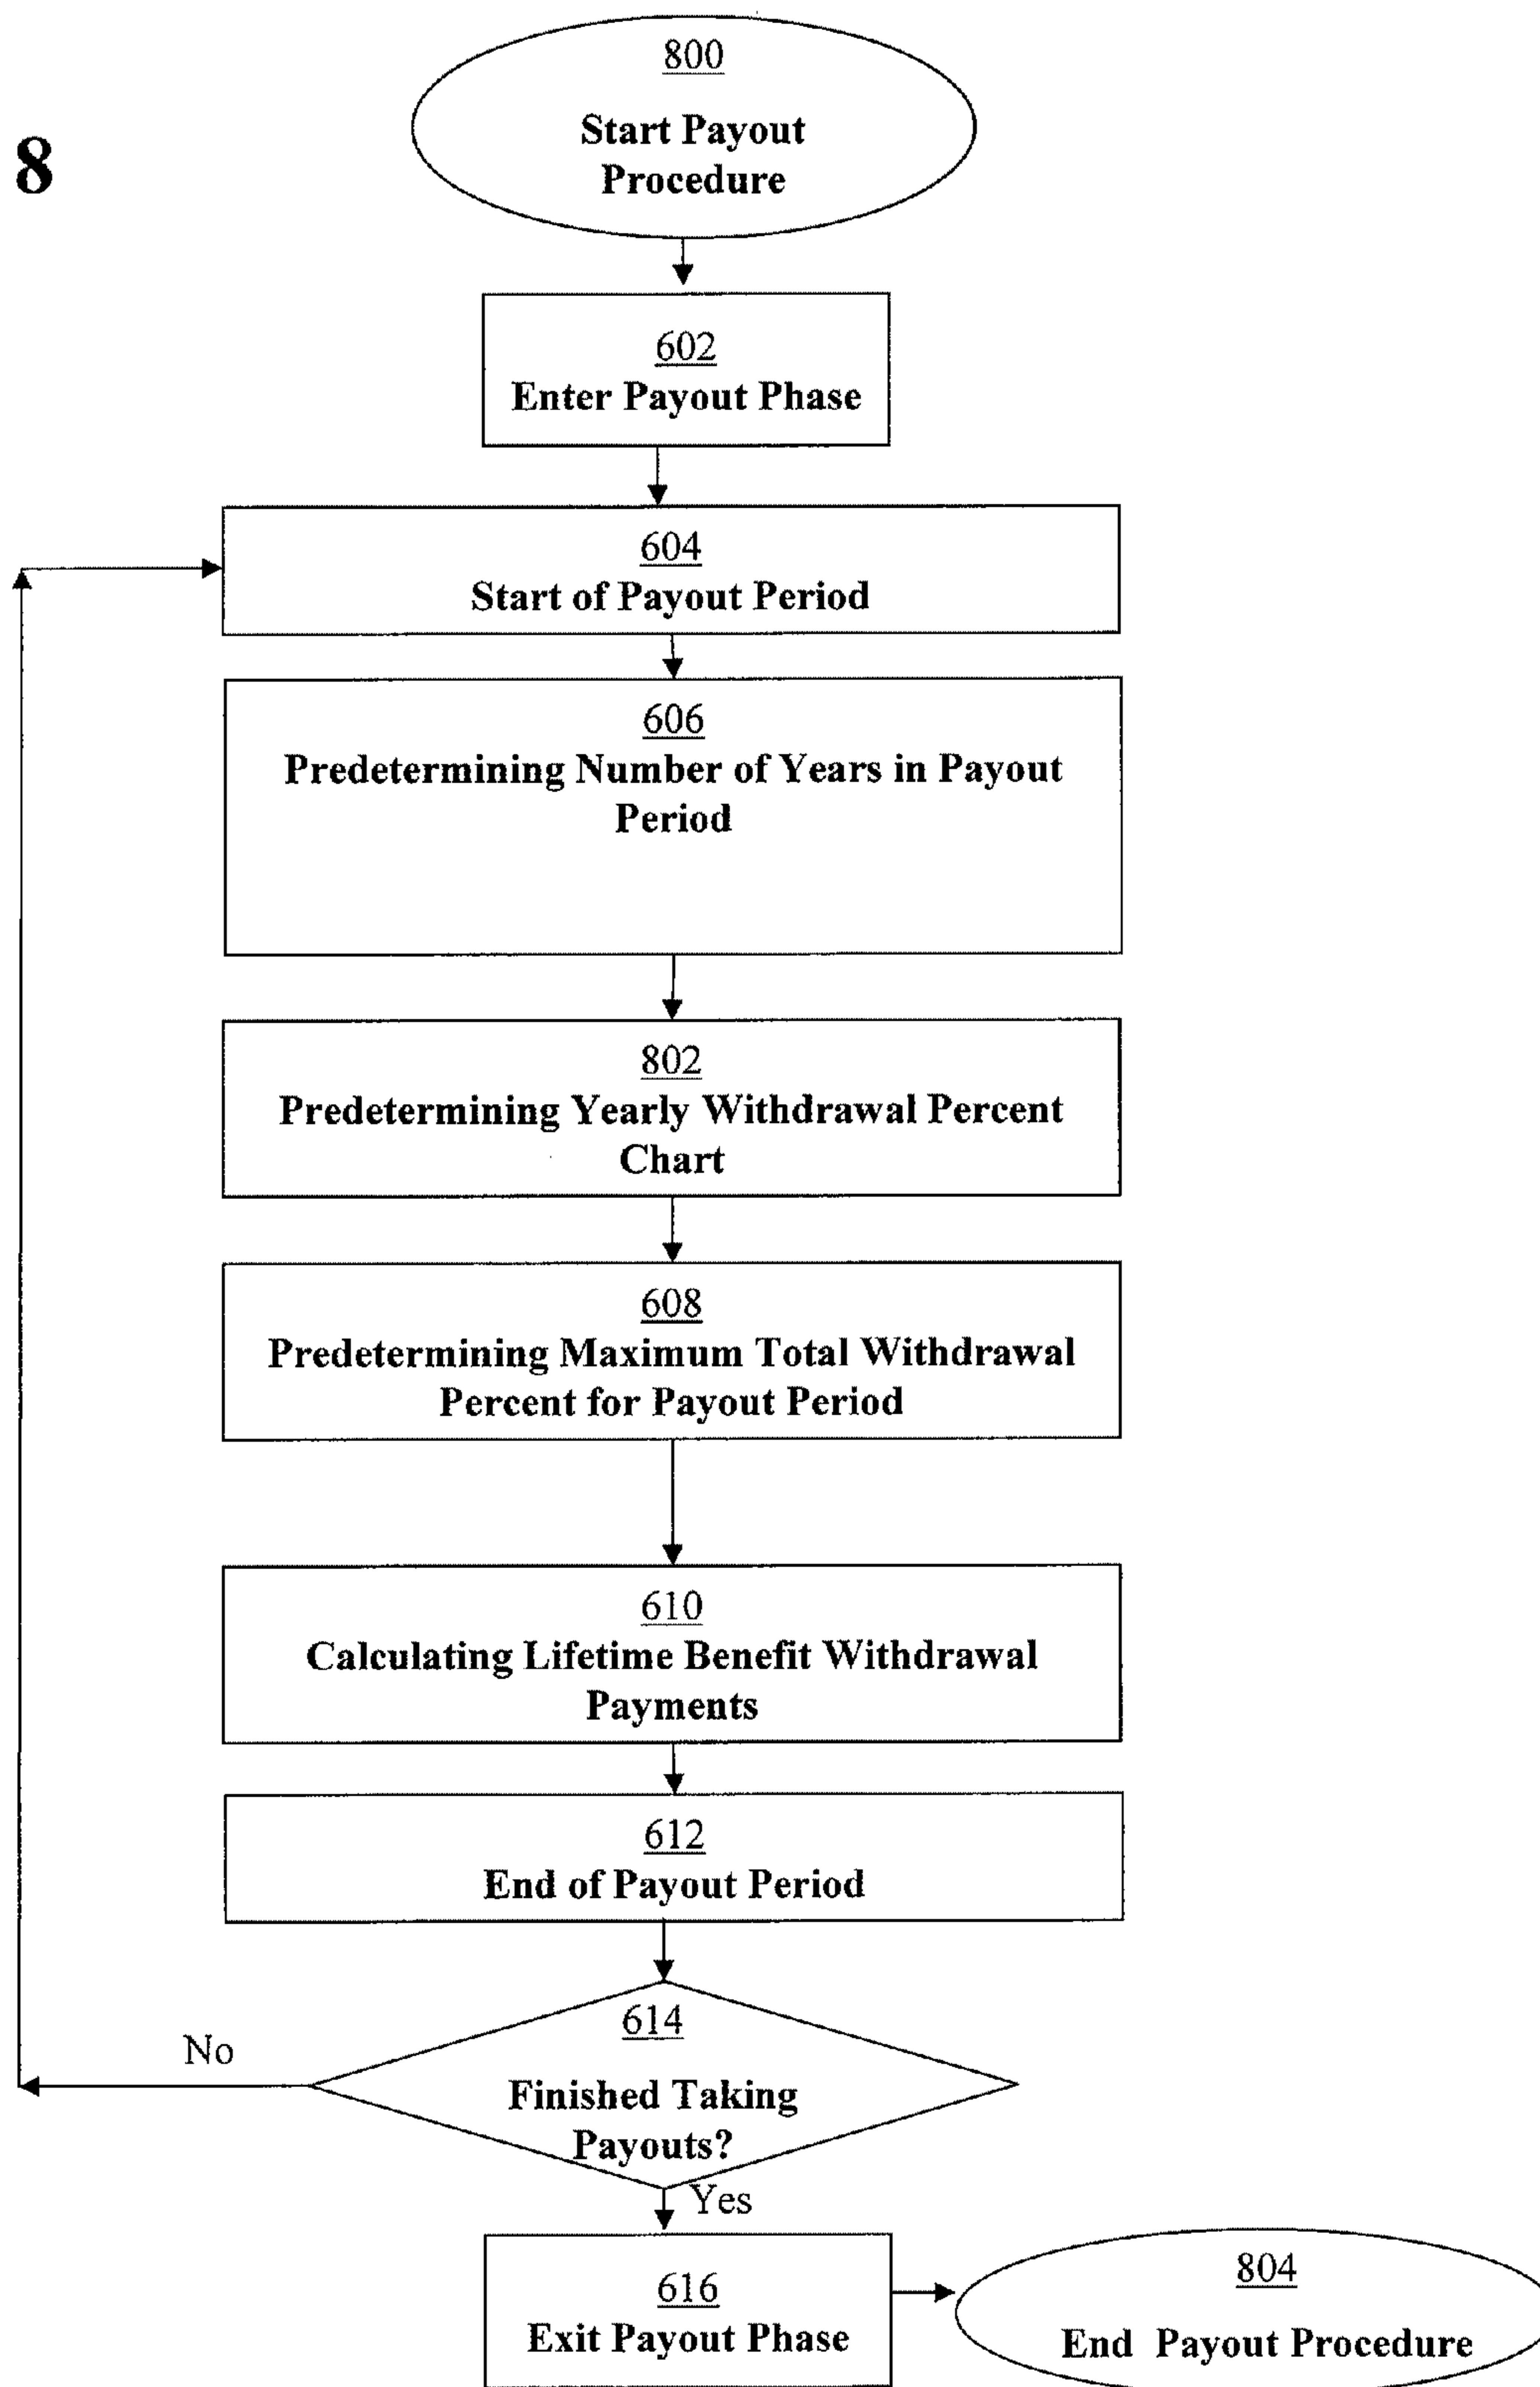 8
800
Start Payout
Procedure
602
Enter Payout Phase
604
Start of Payout Period
606
Predetermining Number of Years in Payout
Period
802
Predetermining Yearly Withdrawal Percent
Chart
608
Predetermining Maximum Total Withdrawal
Percent for Payout Period
610
Calculating Lifetime Benefit Withdrawal
Payments
612
End of Payout Period
614
No
Finished Taking
Payouts?
Yes
616
Exit Payout Phase
804
End Payout Procedure